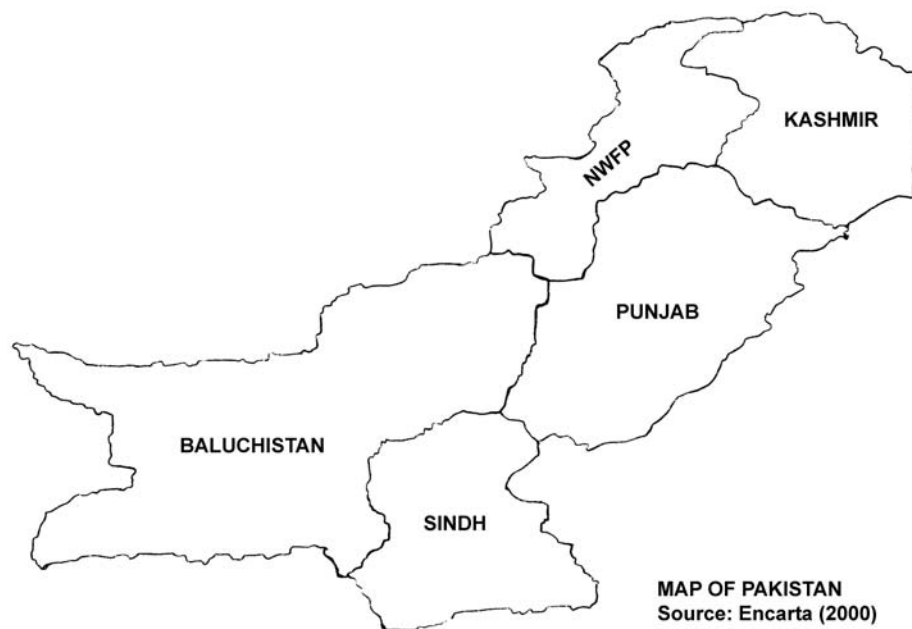 KASHMIR
NWFP
PUNJAB
BALUCHISTAN
SINDH
MAP OF PAKISTAN
Source: Encarta (2000)